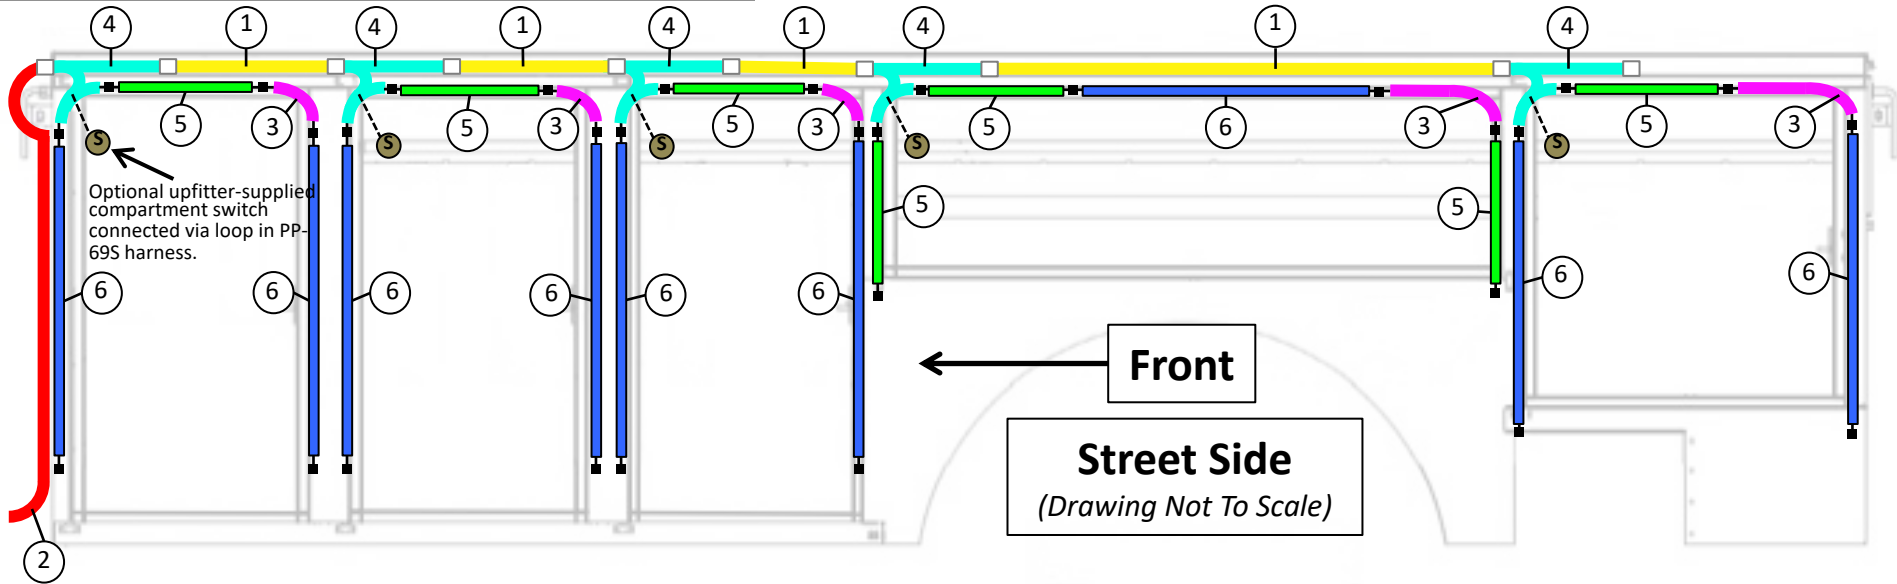 4 1 4 1 4 1 4 1 4
5 3 5 3 5 3 5 6 3 5 3
S S S S S
Optional upfitter-supplied
compartment switch
connected via loop in PP-
69S harness.
5 5
6 6 6 6 6 6 6 6
Front
Street Side
(Drawing Not To Scale)
2